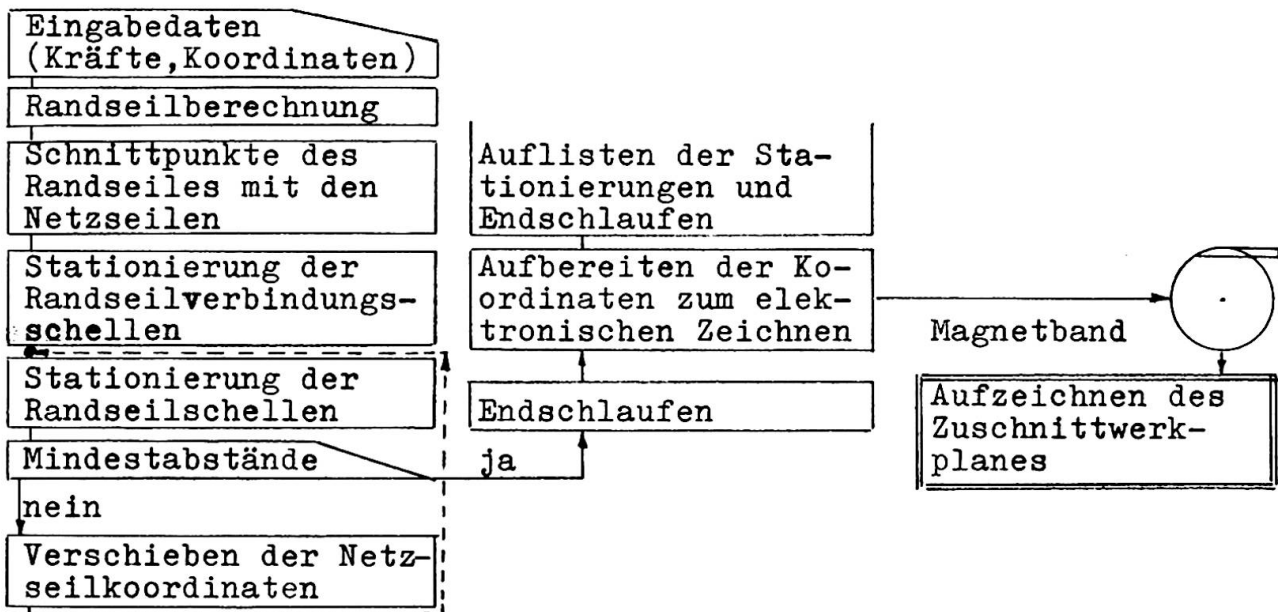 Eingabedaten
(Kräfte,Koordinaten)
Randseilberechnung
Schnittpunkte des
Randseiles mit den
Netzseilen
Stationierung der
Randseilverbindungs-
schellen
Stationierung der
Randseilschellen
Mindestabstände
ja
nein
Verschieben der Netz-
seilkoordinaten
Auflisten der Sta-
tionierungen und
Endschlaufen
Aufbereiten der Ko-
ordinaten zum elek-
tronischen Zeichnen
Endschlaufen
Magnetband
Aufzeichnen des
Zuschnittwerk-
planes